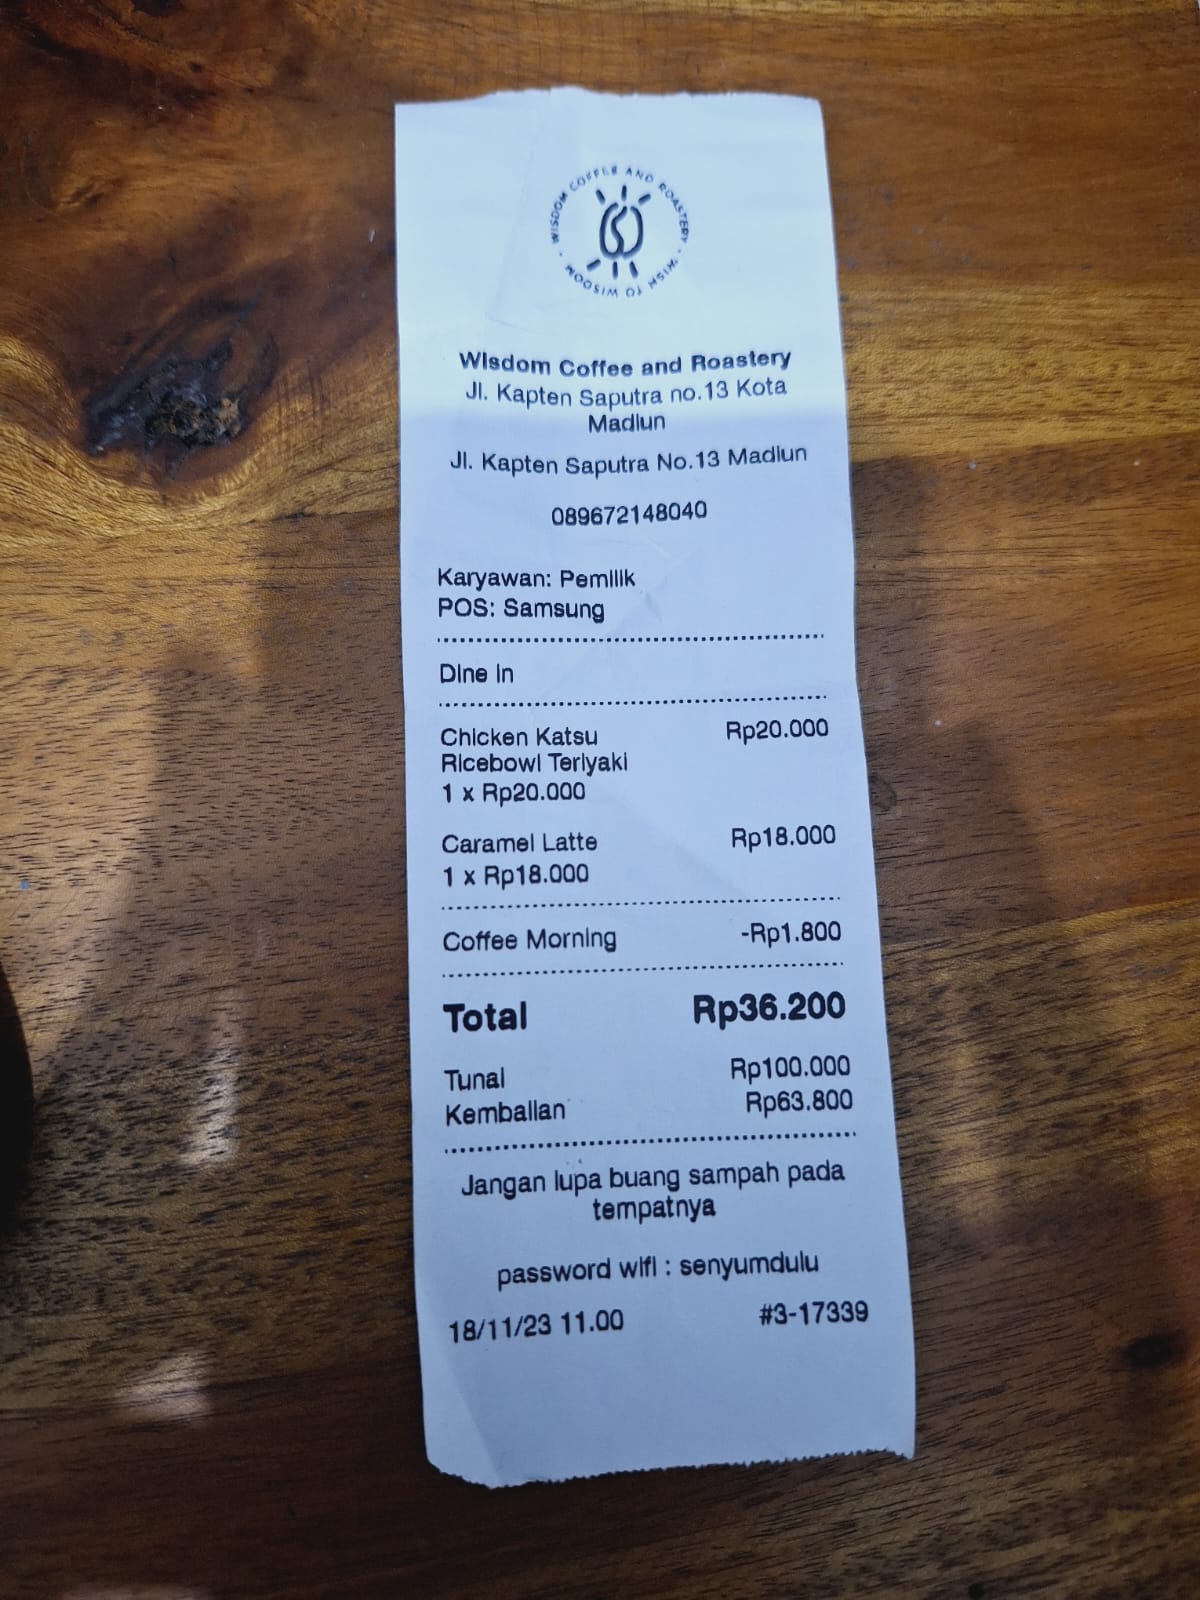 WISDOM COFFEE AND ROASTERY · WISH TO WISDOM ·
Wisdom Coffee and Roastery
Jl. Kapten Saputra no.13 Kota
Madiun
Jl. Kapten Saputra No.13 Madiun
089672148040
Karyawan: Pemilik
POS: Samsung
Dine in
Chicken Katsu Rp20.000
Ricebowl Teriyaki
1 x Rp20.000
Caramel Latte Rp18.000
1 x Rp18.000
Coffee Morning -Rp1.800
Total Rp36.200
Tunai Rp100.000
Kembalian Rp63.800
Jangan lupa buang sampah pada
tempatnya
password wifi : senyumdulu
18/11/23 11.00 #3-17339